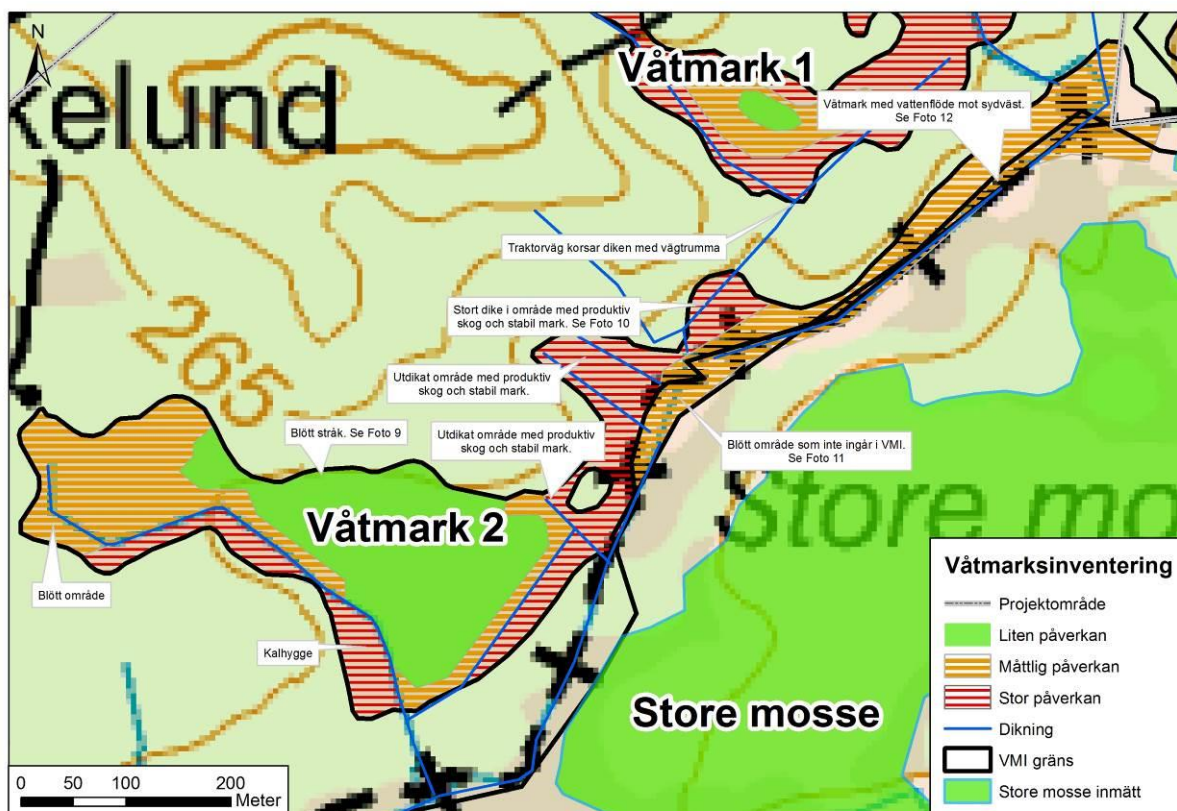 N
kelund
Våtmark 1
Våtmark med vattenflöde mot sydväst.
Se Foto 12
Traktorväg korsar diken med vägtrumma
Stort dike i område med produktiv
skog och stabil mark. Se Foto 10
265
Utdikat område med produktiv
skog och stabil mark.
Blött stråk. Se Foto 9
Utdikat område med produktiv
skog och stabil mark.
Blött område som inte ingår i VMI.
Se Foto 11
Store mo
Våtmark 2
Blött område
Kalhygge
Store mosse
Våtmarksinventering
Projektområde
Liten påverkan
Måttlig påverkan
Stor påverkan
Dikning
VMI gräns
Store mosse inmätt
0 50 100 200
Meter